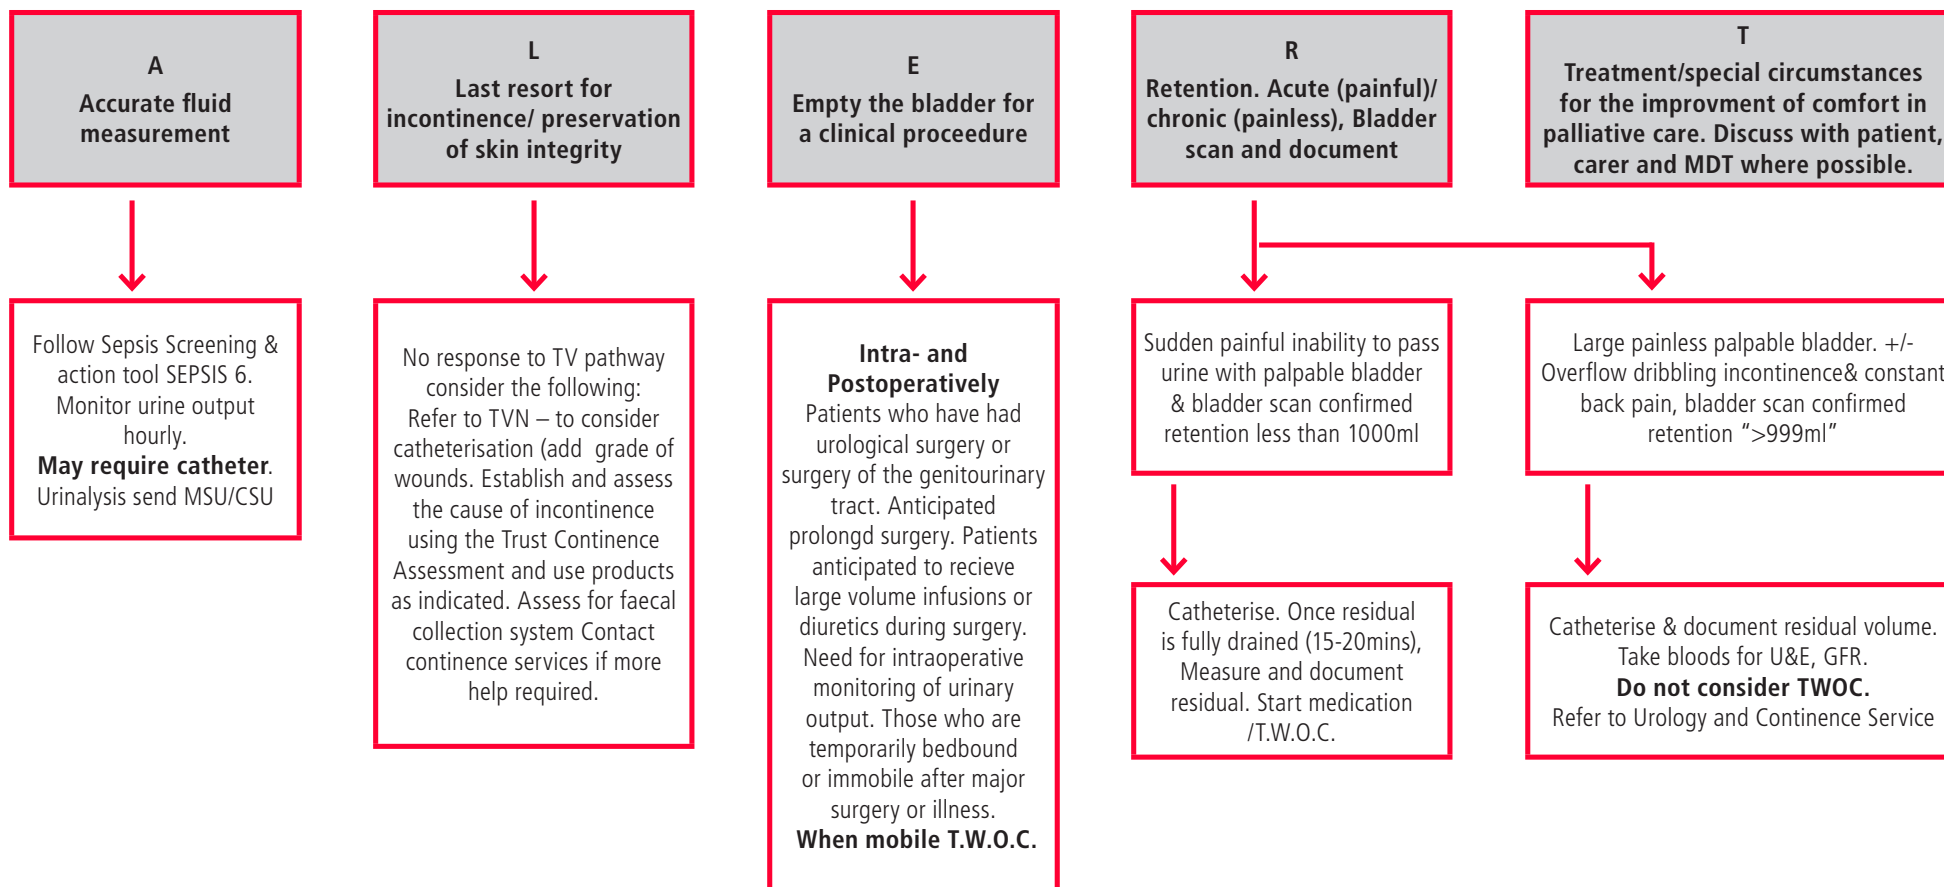 A
Accurate fluid
measurement
L
Last resort for
incontinence/ preservation
of skin integrity
E
Empty the bladder for
a clinical proceedure
R
Retention. Acute (painful)/
chronic (painless), Bladder
scan and document
T
Treatment/special circumstances
for the improvment of comfort in
palliative care. Discuss with patient,
carer and MDT where possible.
Follow Sepsis Screening &
action tool SEPSIS 6.
Monitor urine output
hourly.
May require catheter.
Urinalysis send MSU/CSU
No response to TV pathway
consider the following:
Refer to TVN – to consider
catheterisation (add  grade of
wounds. Establish and assess
the cause of incontinence
using the Trust Continence
Assessment and use products
as indicated. Assess for faecal
collection system Contact
continence services if more
help required.
Intra- and
Postoperatively
Patients who have had
urological surgery or
surgery of the genitourinary
tract. Anticipated
prolongd surgery. Patients
anticipated to recieve
large volume infusions or
diuretics during surgery.
Need for intraoperative
monitoring of urinary
output. Those who are
temporarily bedbound
or immobile after major
surgery or illness.
When mobile T.W.O.C.
Sudden painful inability to pass
urine with palpable bladder
& bladder scan confirmed
retention less than 1000ml
Catheterise. Once residual
is fully drained (15-20mins),
Measure and document
residual. Start medication
/T.W.O.C.
Large painless palpable bladder. +/-
Overflow dribbling incontinence& constant
back pain, bladder scan confirmed
retention “>999ml”
Catheterise & document residual volume.
Take bloods for U&E, GFR.
Do not consider TWOC.
Refer to Urology and Continence Service